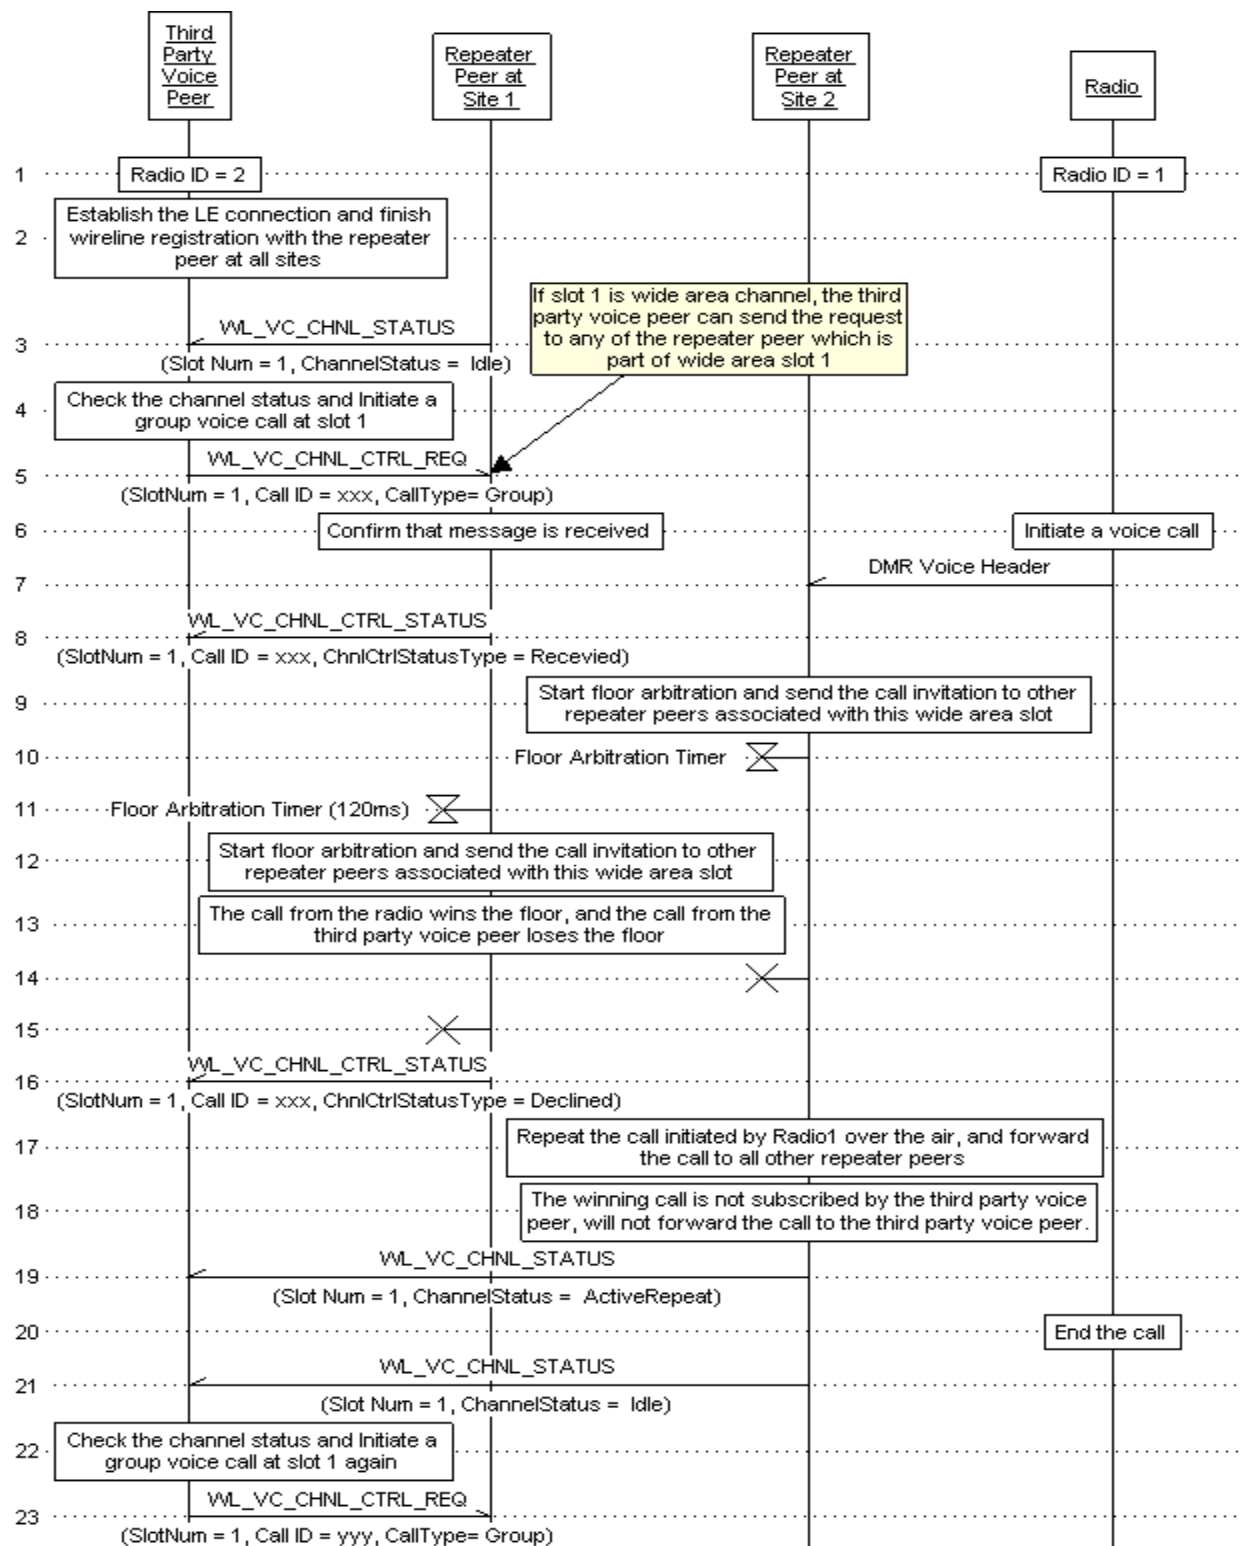 Third
Party
Voice
Peer
Repeater
Peer at
Site 1
Repeater
Peer at
Site 2
Radio
1
Radio ID = 2
Radio ID = 1
2
Establish the LE connection and finish
wireline registration with the repeater
peer at all sites
If slot 1 is wide area channel, the third
party voice peer can send the request
to any of the repeater peer which is
part of wide area slot 1
WL_VC_CHNL_STATUS
3
(Slot Num = 1, ChannelStatus = Idle)
4
Check the channel status and Initiate a
group voice call at slot 1
WL_VC_CHNL_CTRL_REQ
5
(SlotNum = 1, Call ID = xxx, CallType= Group)
6
Confirm that message is received
Initiate a voice call
DMR Voice Header
7
WL_VC_CHNL_CTRL_STATUS
8
(SlotNum = 1, Call ID = xxx, ChnlCtrlStatusType = Recevied)
9
Start floor arbitration and send the call invitation to other
repeater peers associated with this wide area slot
10
Floor Arbitration Timer
11
Floor Arbitration Timer (120ms)
12
Start floor arbitration and send the call invitation to other
repeater peers associated with this wide area slot
13
The call from the radio wins the floor, and the call from the
third party voice peer loses the floor
14
15
WL_VC_CHNL_CTRL_STATUS
16
(SlotNum = 1, Call ID = xxx, ChnlCtrlStatusType = Declined)
17
Repeat the call initiated by Radio1 over the air, and forward
the call to all other repeater peers
18
The winning call is not subscribed by the third party voice
peer, will not forward the call to the third party voice peer.
WL_VC_CHNL_STATUS
19
(Slot Num = 1, ChannelStatus = ActiveRepeat)
20
End the call
WL_VC_CHNL_STATUS
21
(Slot Num = 1, ChannelStatus = Idle)
22
Check the channel status and Initiate a
group voice call at slot 1 again
WL_VC_CHNL_CTRL_REQ
23
(SlotNum = 1, Call ID = yyy, CallType= Group)